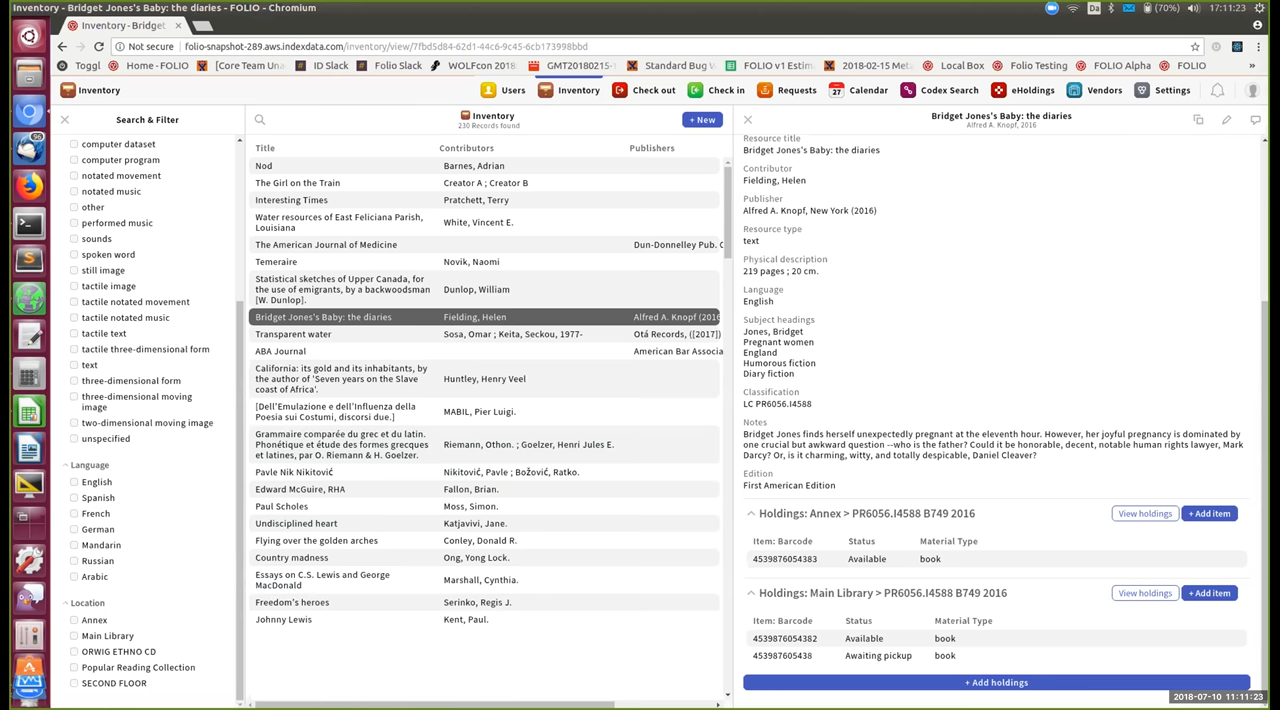 Inventory - Bridget Jones's Baby: the diaries - FOLIO - Chromium
Da
(70%)
17:11:23
Inventory - Bridget
Not secure
folio-snapshot-289.aws.indexdata.com/inventory/view/7fbd5d84-62d1-44c6-9c45-6cb173998bbd
Toggl
Home - FOLIO
[Core Team Una
ID Slack
Folio Slack
WOLFcon 2018
GMT20180215-1
Standard Bug W
FOLIO v1 Estim
2018-02-15 Meta
Local Box
Folio Testing
FOLIO Alpha
FOLIO
»
Inventory
Users
Inventory
Check out
Check in
Requests
27
Calendar
Codex Search
eHoldings
Vendors
Settings
96
Search & Filter
computer dataset
computer program
notated movement
notated music
other
performed music
sounds
spoken word
still image
tactile image
tactile notated movement
tactile notated music
tactile text
tactile three-dimensional form
text
three-dimensional form
three-dimensional moving
image
two-dimensional moving image
unspecified
Language
English
Spanish
French
German
Mandarin
Russian
Arabic
Location
Annex
Main Library
ORWIG ETHNO CD
Popular Reading Collection
SECOND FLOOR
Inventory
230 Records found
+ New
Title Contributors Publishers
Nod Barnes, Adrian
The Girl on the Train Creator A ; Creator B
Interesting Times Pratchett, Terry
Water resources of East Feliciana Parish,
Louisiana
White, Vincent E.
The American Journal of Medicine Dun-Donnelley Pub. C
Temeraire Novik, Naomi
Statistical sketches of Upper Canada, for
the use of emigrants, by a backwoodsman
[W. Dunlop].
Dunlop, William
Bridget Jones's Baby: the diaries Fielding, Helen Alfred A. Knopf (2016
Transparent water Sosa, Omar ; Keita, Seckou, 1977- Otá Records, ([2017])
ABA Journal American Bar Associa
California: its gold and its inhabitants, by
the author of 'Seven years on the Slave
coast of Africa'.
Huntley, Henry Veel
[Dell'Emulazione e dell'Influenza della
Poesia sui Costumi, discorsi due.]
MABIL, Pier Luigi.
Grammaire comparée du grec et du latin.
Phonétique et étude des formes grecques
et latines, par O. Riemann & H. Goelzer.
Riemann, Othon. ; Goelzer, Henri Jules E.
Pavle Nik Nikitović Nikitović, Pavle ; Božović, Ratko.
Edward McGuire, RHA Fallon, Brian.
Paul Scholes Moss, Simon.
Undisciplined heart Katjavivi, Jane.
Flying over the golden arches Conley, Donald R.
Country madness Ong, Yong Lock.
Essays on C.S. Lewis and George
MacDonald
Marshall, Cynthia.
Freedom's heroes Serinko, Regis J.
Johnny Lewis Kent, Paul.
Bridget Jones's Baby: the diaries
Alfred A. Knopf, 2016
Resource title
Bridget Jones's Baby: the diaries
Contributor
Fielding, Helen
Publisher
Alfred A. Knopf, New York (2016)
Resource type
text
Physical description
219 pages ; 20 cm.
Language
English
Subject headings
Jones, Bridget
Pregnant women
England
Humorous fiction
Diary fiction
Classification
LC PR6056.I4588
Notes
Bridget Jones finds herself unexpectedly pregnant at the eleventh hour. However, her joyful pregnancy is dominated by
one crucial but awkward question --who is the father? Could it be honorable, decent, notable human rights lawyer, Mark
Darcy? Or, is it charming, witty, and totally despicable, Daniel Cleaver?
Edition
First American Edition
Holdings: Annex > PR6056.I4588 B749 2016
View holdings
+ Add item
Item: Barcode Status Material Type
4539876054383 Available book
Holdings: Main Library > PR6056.I4588 B749 2016
View holdings
+ Add item
Item: Barcode Status Material Type
4539876054382 Available book
453987605438 Awaiting pickup book
+ Add holdings
2018-07-10 11:11:23